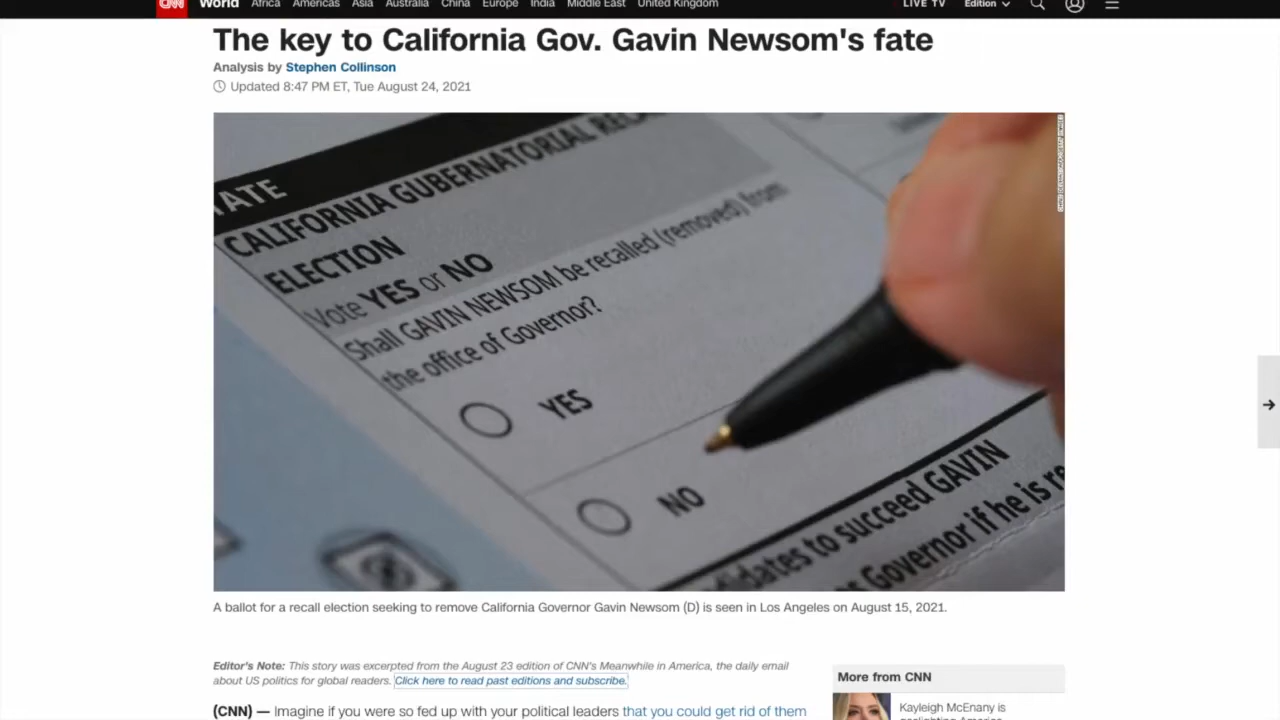 CNN World Africa Americas Asia Australia China Europe India Middle East United Kingdom LIVE TV Edition
The key to California Gov. Gavin Newsom's fate
Analysis by Stephen Collinson
Updated 8:47 PM ET, Tue August 24, 2021
CALIFORNIA GUBERNATORIAL
ELECTION
Vote YES or NO
Shall GAVIN NEWSOM be recalled (removed) from
the office of Governor?
YES
NO
to succeed GAVIN
Governor if he is
A ballot for a recall election seeking to remove California Governor Gavin Newsom (D) is seen in Los Angeles on August 15, 2021.
Editor's Note: This story was excerpted from the August 23 edition of CNN's Meanwhile in America, the daily email
about US politics for global readers. Click here to read past editions and subscribe.
More from CNN
(CNN) — Imagine if you were so fed up with your political leaders that you could get rid of them
Kayleigh McEnany is